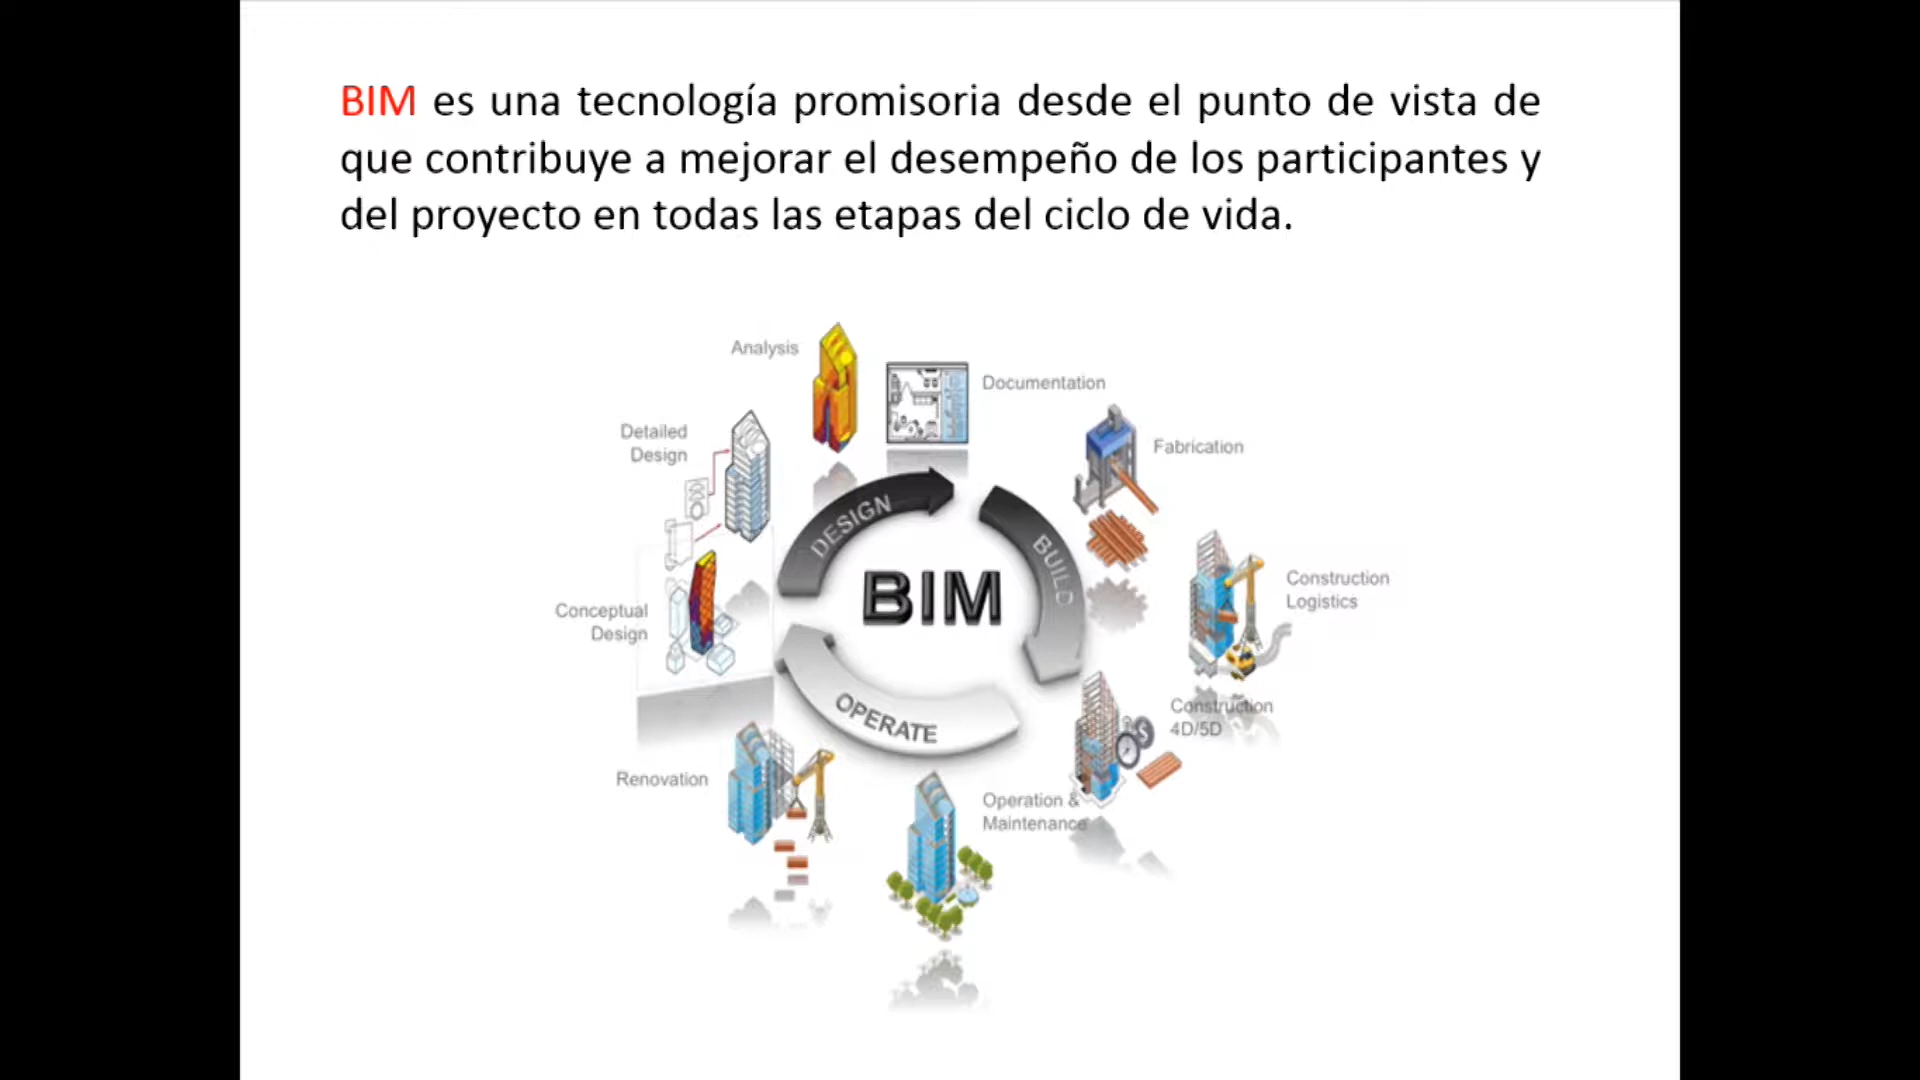 BIM es una tecnología promisoria desde el punto de vista de
que contribuye a mejorar el desempeño de los participantes y
del proyecto en todas las etapas del ciclo de vida.
Analysis
Documentation
Detailed
Design
Fabrication
DESIGN
BUILD
BIM
Construction
Logistics
Conceptual
Design
OPERATE
Construction
4D/5D
Renovation
Operation &
Maintenance